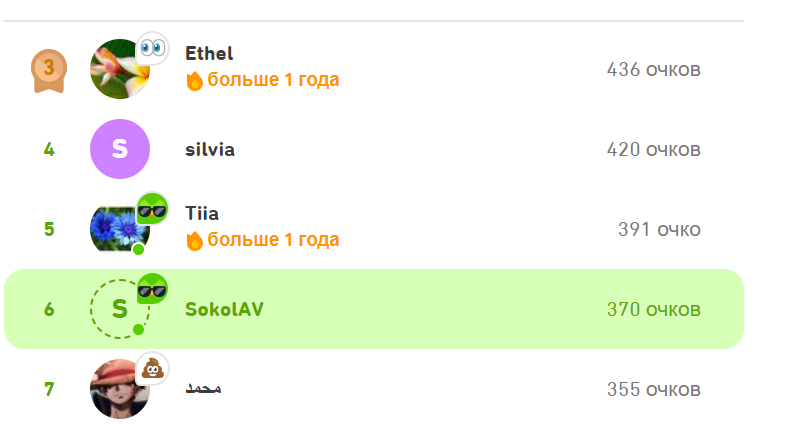 3 Ethel 436 очков
больше 1 года
4 S silvia 420 очков
5 Tiia 391 очко
больше 1 года
6 S SokolAV 370 очков
7 محمد 355 очков